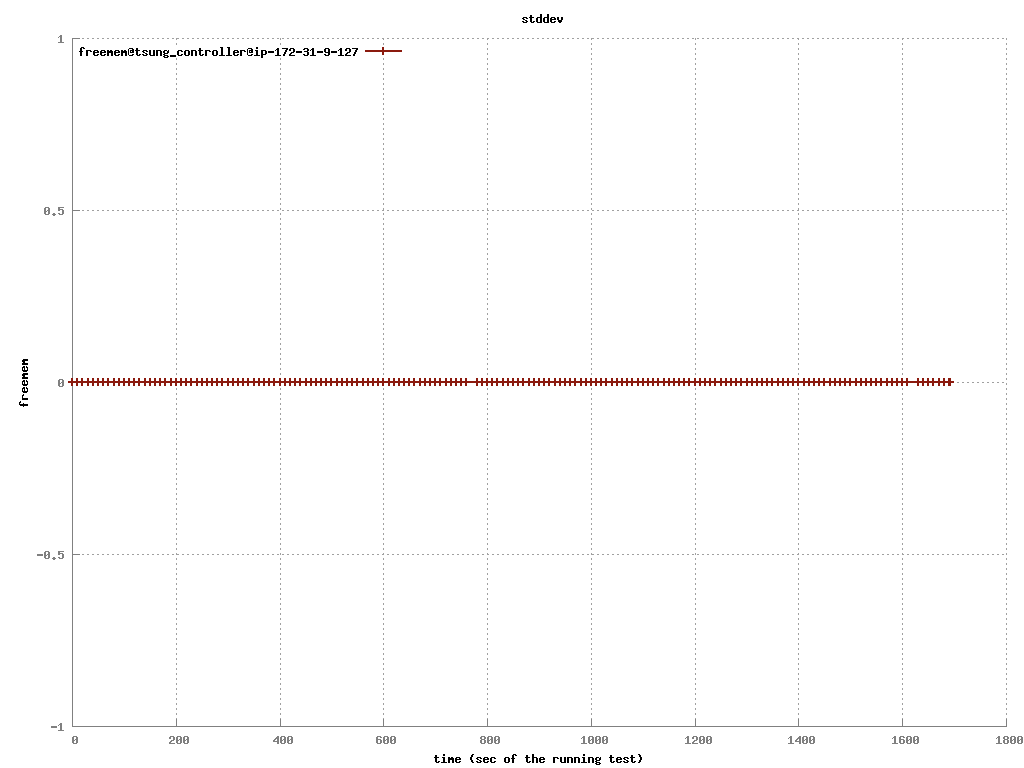 stddev
1
freemem@tsung_controller@ip-172-31-9-127
0.5
freemem
0
-0.5
-1
0 200 400 600 800 1000 1200 1400 1600 1800
time (sec of the running test)